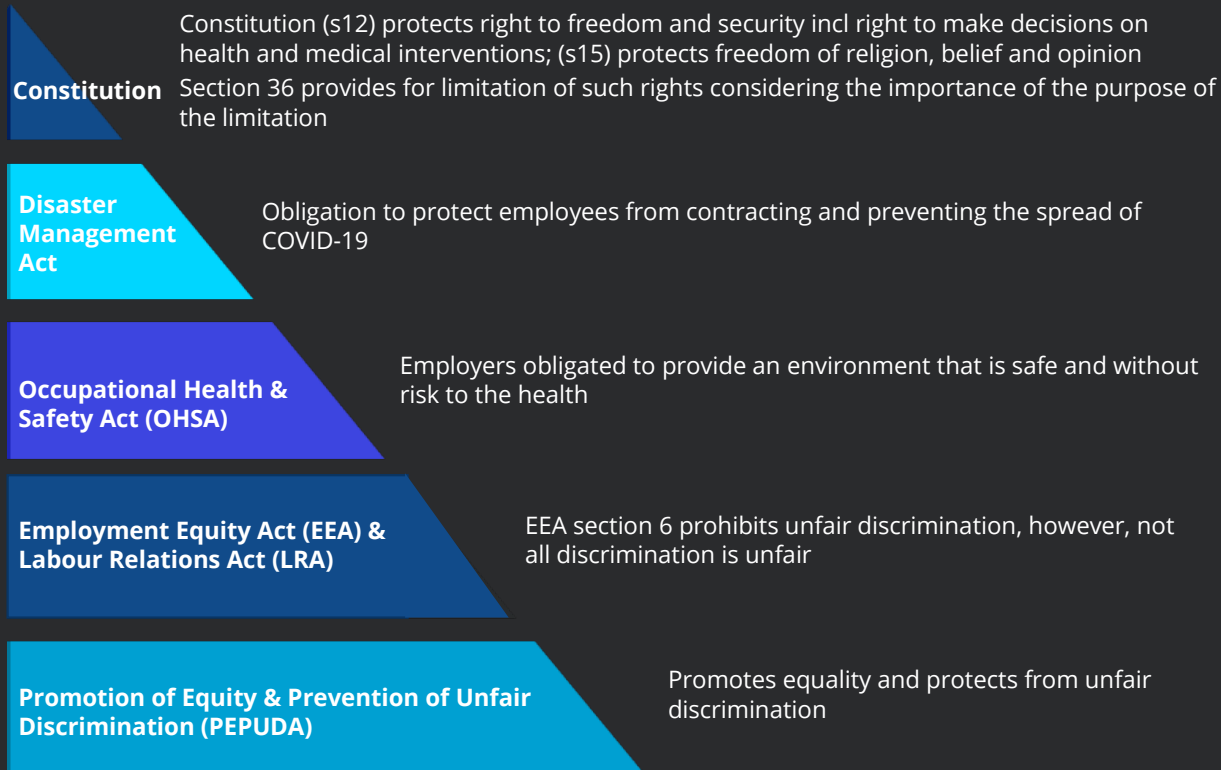 Constitution (s12) protects right to freedom and security incl right to make decisions on
health and medical interventions; (s15) protects freedom of religion, belief and opinion
Constitution
Section 36 provides for limitation of such rights considering the importance of the purpose of
the limitation
Disaster
Management
Act
Obligation to protect employees from contracting and preventing the spread of
COVID-19
Occupational Health &
Safety Act (OHSA)
Employers obligated to provide an environment that is safe and without
risk to the health
Employment Equity Act (EEA) &
Labour Relations Act (LRA)
EEA section 6 prohibits unfair discrimination, however, not
all discrimination is unfair
Promotion of Equity & Prevention of Unfair
Discrimination (PEPUDA)
Promotes equality and protects from unfair
discrimination